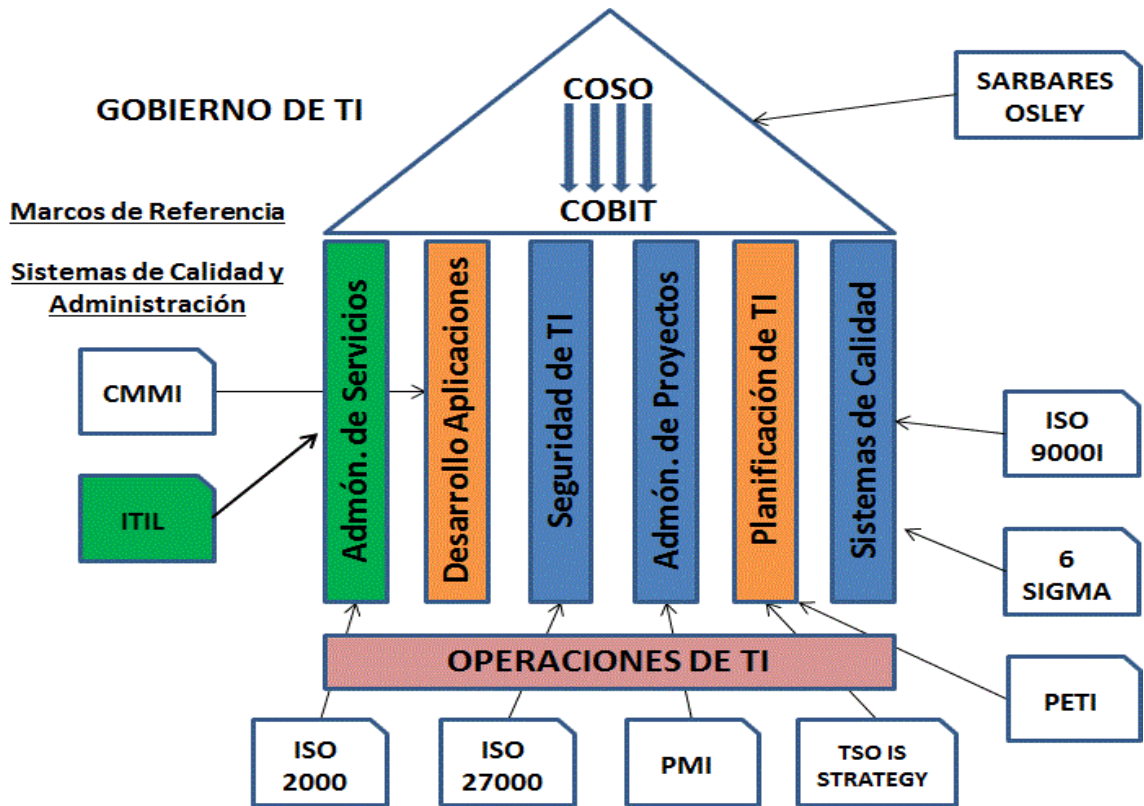 COSO
SARBARES
OSLEY
GOBIERNO DE TI
COBIT
Marcos de Referencia
Sistemas de Calidad y
Administración
Admón. de Servicios
Desarrollo Aplicaciones
Seguridad de TI
Admón. de Proyectos
Planificación de TI
Sistemas de Calidad
CMMI
ISO
9000I
ITIL
6
SIGMA
OPERACIONES DE TI
PETI
ISO
2000
ISO
27000
PMI
TSO IS
STRATEGY